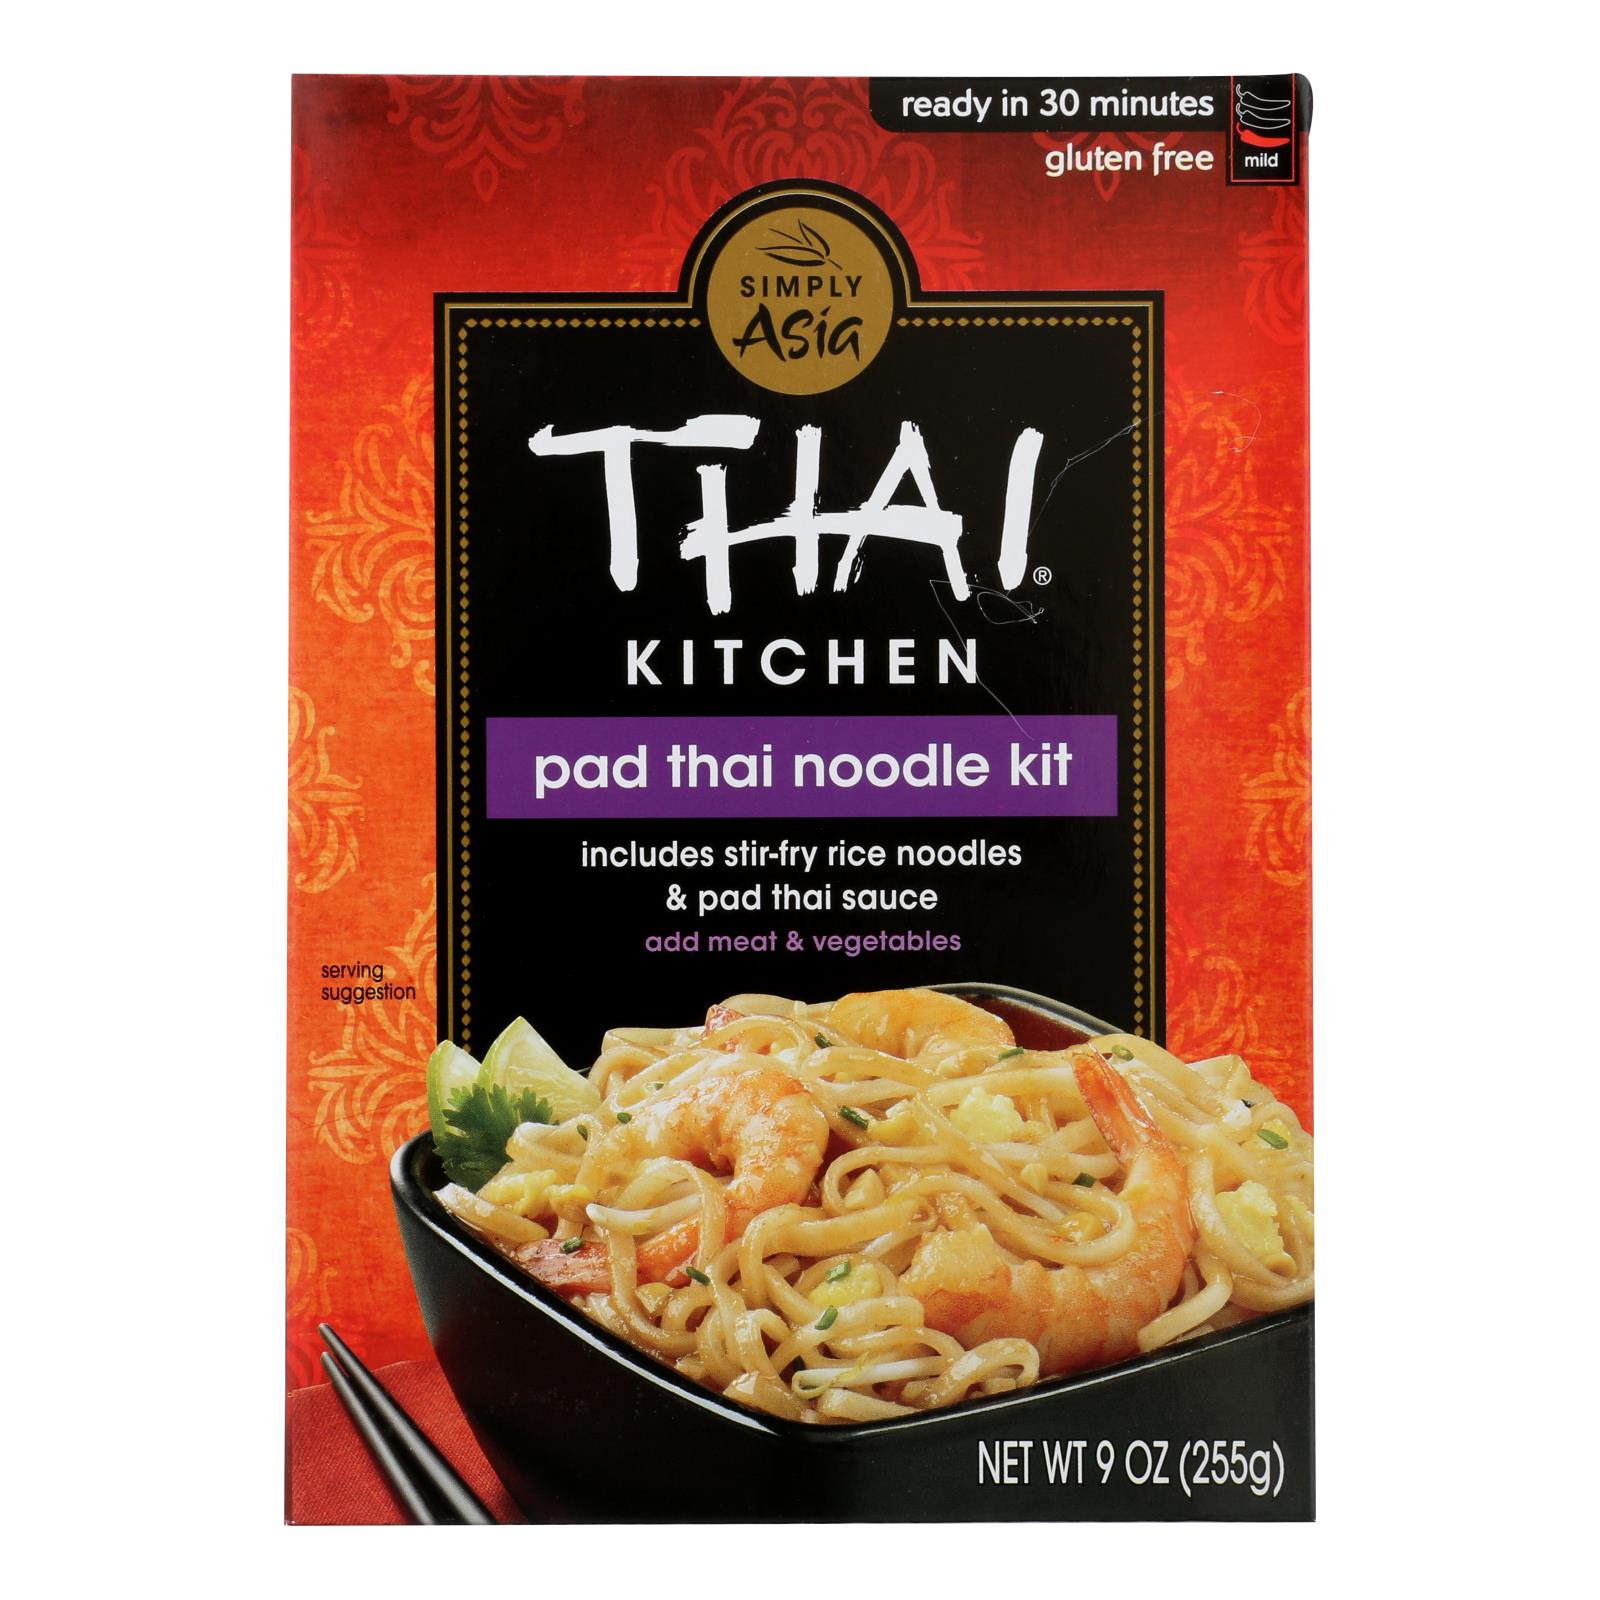 ready in 30 minutes
gluten free
mild
SIMPLY
Asia
THAI®
KITCHEN
pad thai noodle kit
includes stir-fry rice noodles
& pad thai sauce
add meat & vegetables
serving
suggestion
NET WT 9 OZ (255g)